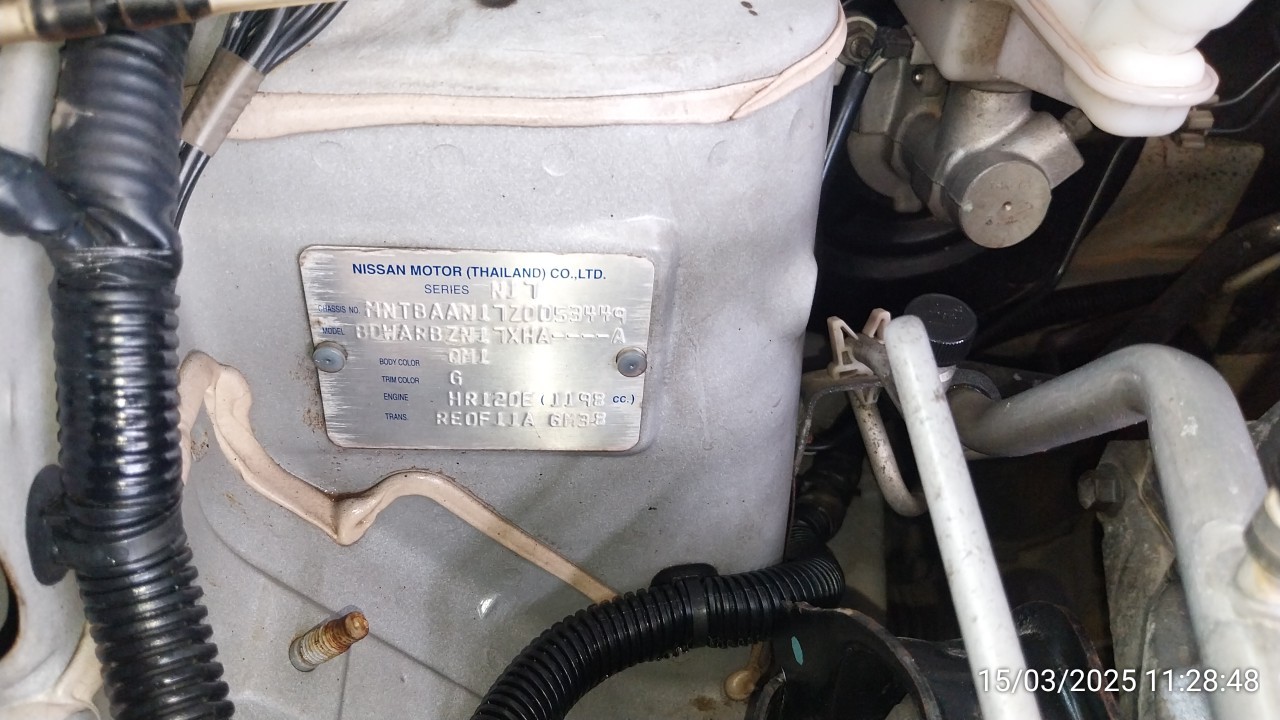 NISSAN MOTOR (THAILAND) CO.,LTD.
SERIES N17
CHASSIS NO. MNTBAAN17Z0053449
MODEL BDWARBZN17XHA----A
BODY COLOR QM1
TRIM COLOR G
ENGINE HR12DE (1198 CC.)
TRANS. RE0F11A GM38
15/03/2025 11:28:48